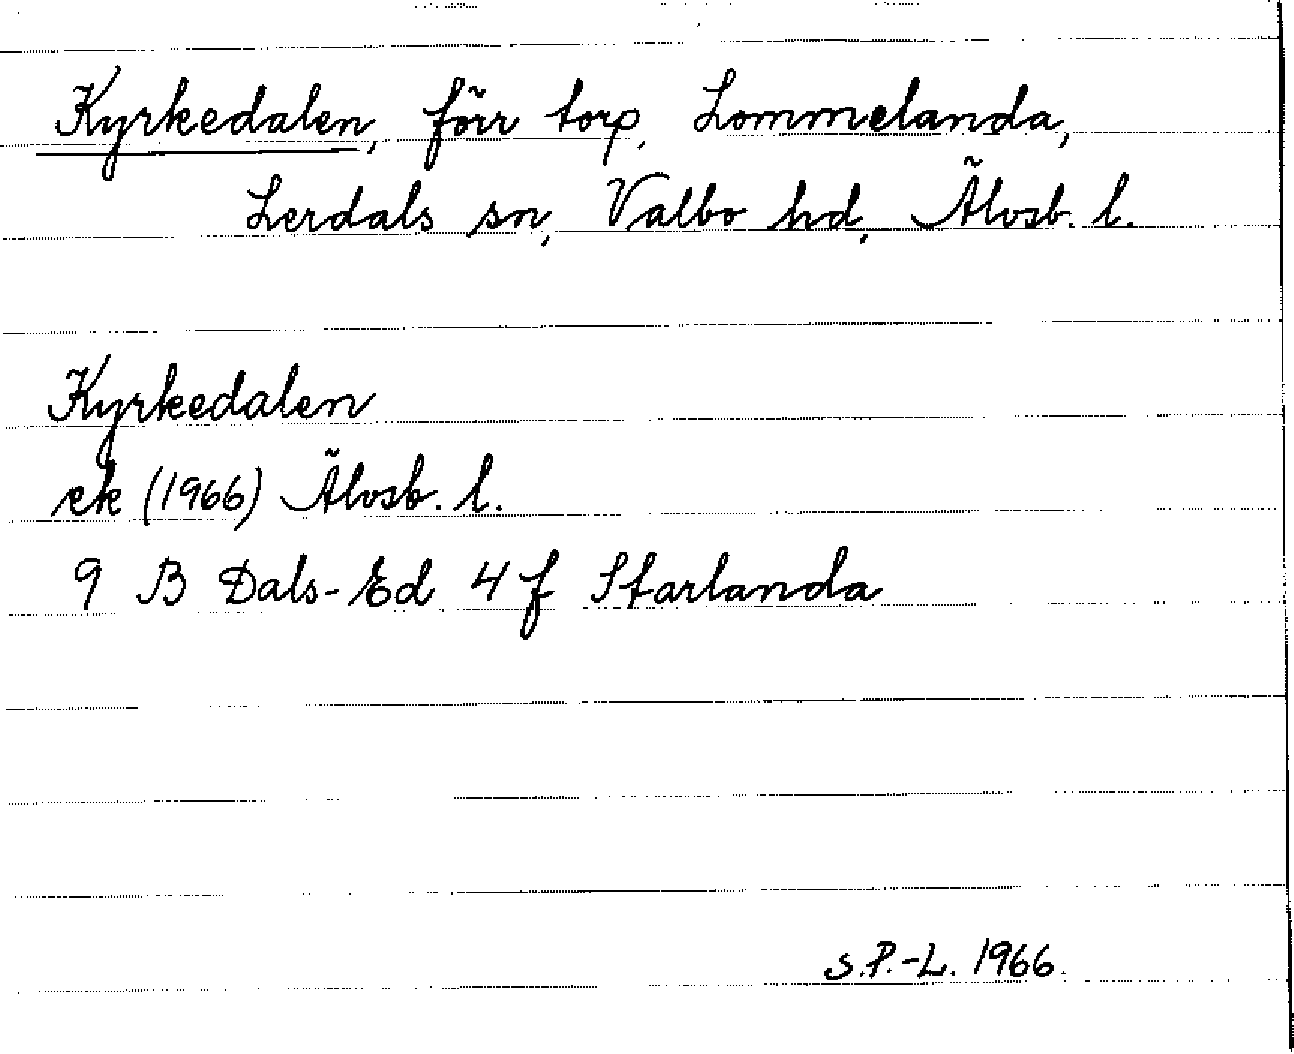 Kyrkedalen, förr torp, Lommelanda,
Lerdals sn, Valbo hd, Älvsb. l.
Kyrkedalen
ek (1966) Älvsb. l.
9 B Dals-Ed 4 f Starlanda
S.P.-L. 1966.